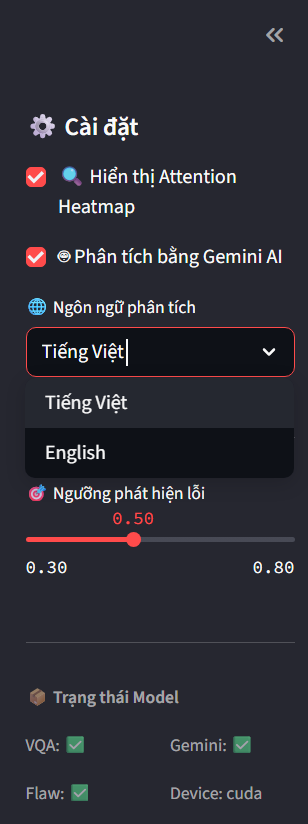 Cài đặt
Hiển thị Attention
Heatmap
Phân tích bằng Gemini AI
Ngôn ngữ phân tích
Tiếng Việt
Tiếng Việt
English
Ngưỡng phát hiện lỗi
0.50
0.30 0.80
Trạng thái Model
VQA: ✅ Gemini: ✅
Flaw: ✅ Device: cuda